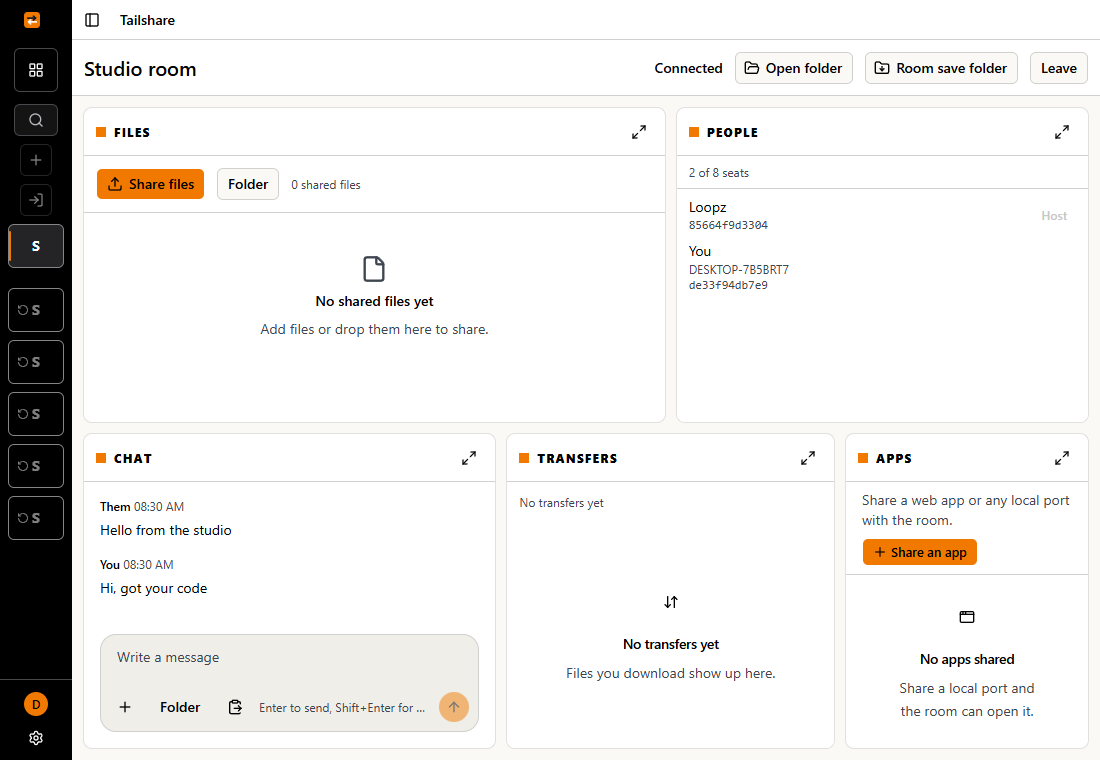 Tailshare
Studio room
Connected
Open folder
Room save folder
Leave
FILES
Share files
Folder
0 shared files
No shared files yet
Add files or drop them here to share.
PEOPLE
2 of 8 seats
Loopz
85664f9d3304
Host
You
DESKTOP-7B5BRT7
de33f94db7e9
S
S
S
S
S
S
D
CHAT
Them 08:30 AM
Hello from the studio
You 08:30 AM
Hi, got your code
Write a message
Folder
Enter to send, Shift+Enter for ...
TRANSFERS
No transfers yet
No transfers yet
Files you download show up here.
APPS
Share a web app or any local port
with the room.
Share an app
No apps shared
Share a local port and
the room can open it.